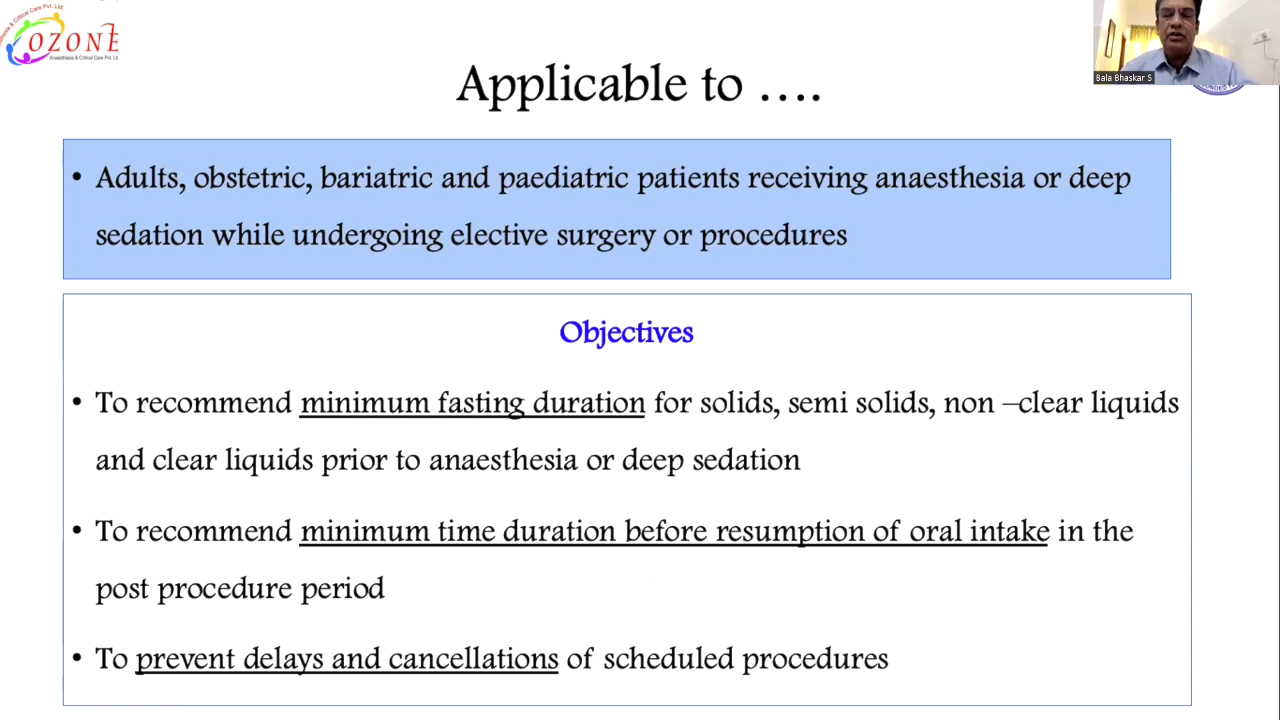 OZONE
Anaesthesia & Critical Care Pvt. Lt
Bala Bhaskar S
Applicable to ....
• Adults, obstetric, bariatric and paediatric patients receiving anaesthesia or deep
sedation while undergoing elective surgery or procedures
Objectives
• To recommend minimum fasting duration for solids, semi solids, non –clear liquids
and clear liquids prior to anaesthesia or deep sedation
• To recommend minimum time duration before resumption of oral intake in the
post procedure period
• To prevent delays and cancellations of scheduled procedures